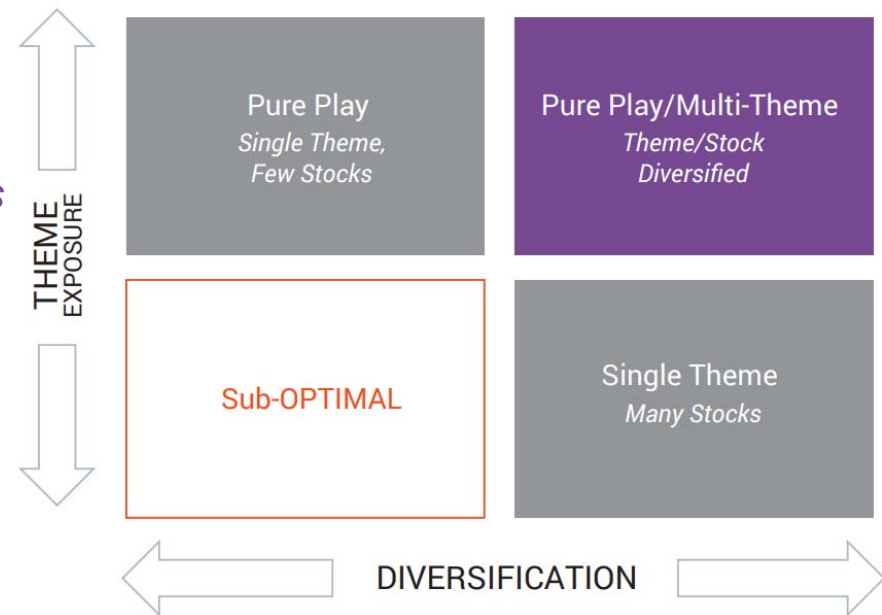 Pure Play
Single Theme,
Few Stocks
Pure Play/Multi-Theme
Theme/Stock
Diversified
s
THEME
EXPOSURE
Sub-OPTIMAL
Single Theme
Many Stocks
DIVERSIFICATION